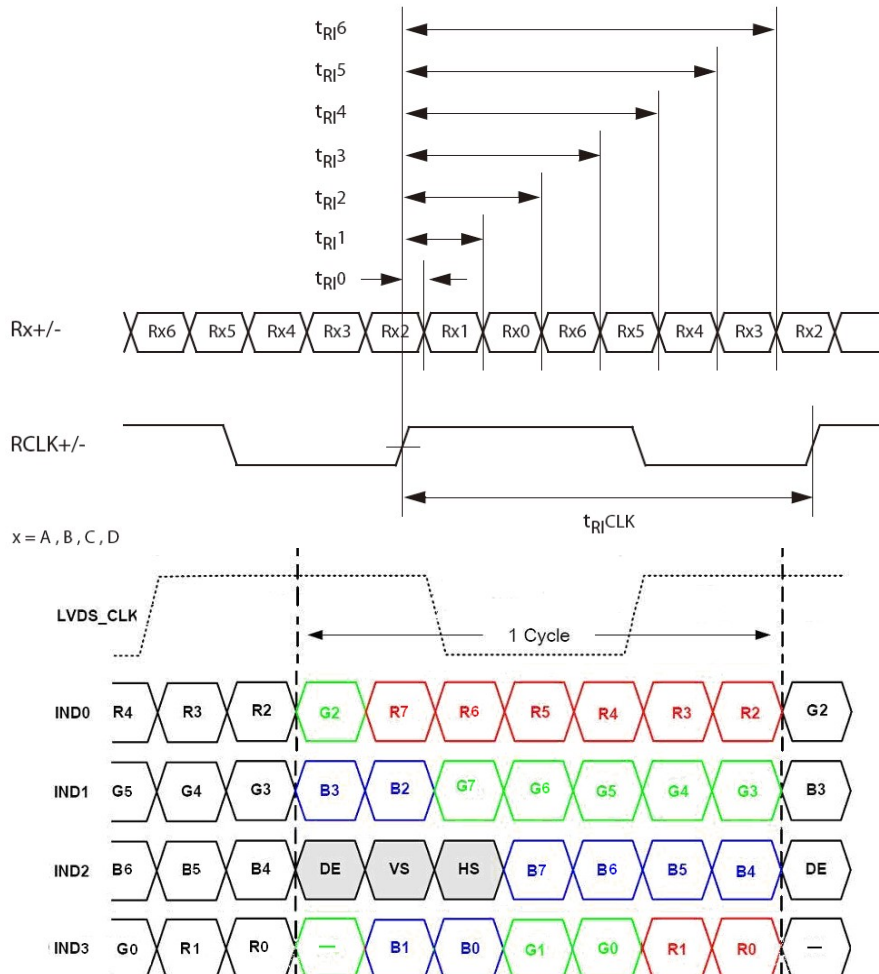 tRI6
tRI5
tRI4
tRI3
tRI2
tRI1
tRI0
Rx+/- Rx6 Rx5 Rx4 Rx3 Rx2 Rx1 Rx0 Rx6 Rx5 Rx4 Rx3 Rx2
RCLK+/-
tRICLK
x = A , B , C , D
LVDS_CLK
1 Cycle
IND0 R4 R3 R2 G2 R7 R6 R5 R4 R3 R2 G2
IND1 G5 G4 G3 B3 B2 G7 G6 G5 G4 G3 B3
IND2 B6 B5 B4 DE VS HS B7 B6 B5 B4 DE
IND3 G0 R1 R0 — B1 B0 G1 G0 R1 R0 —